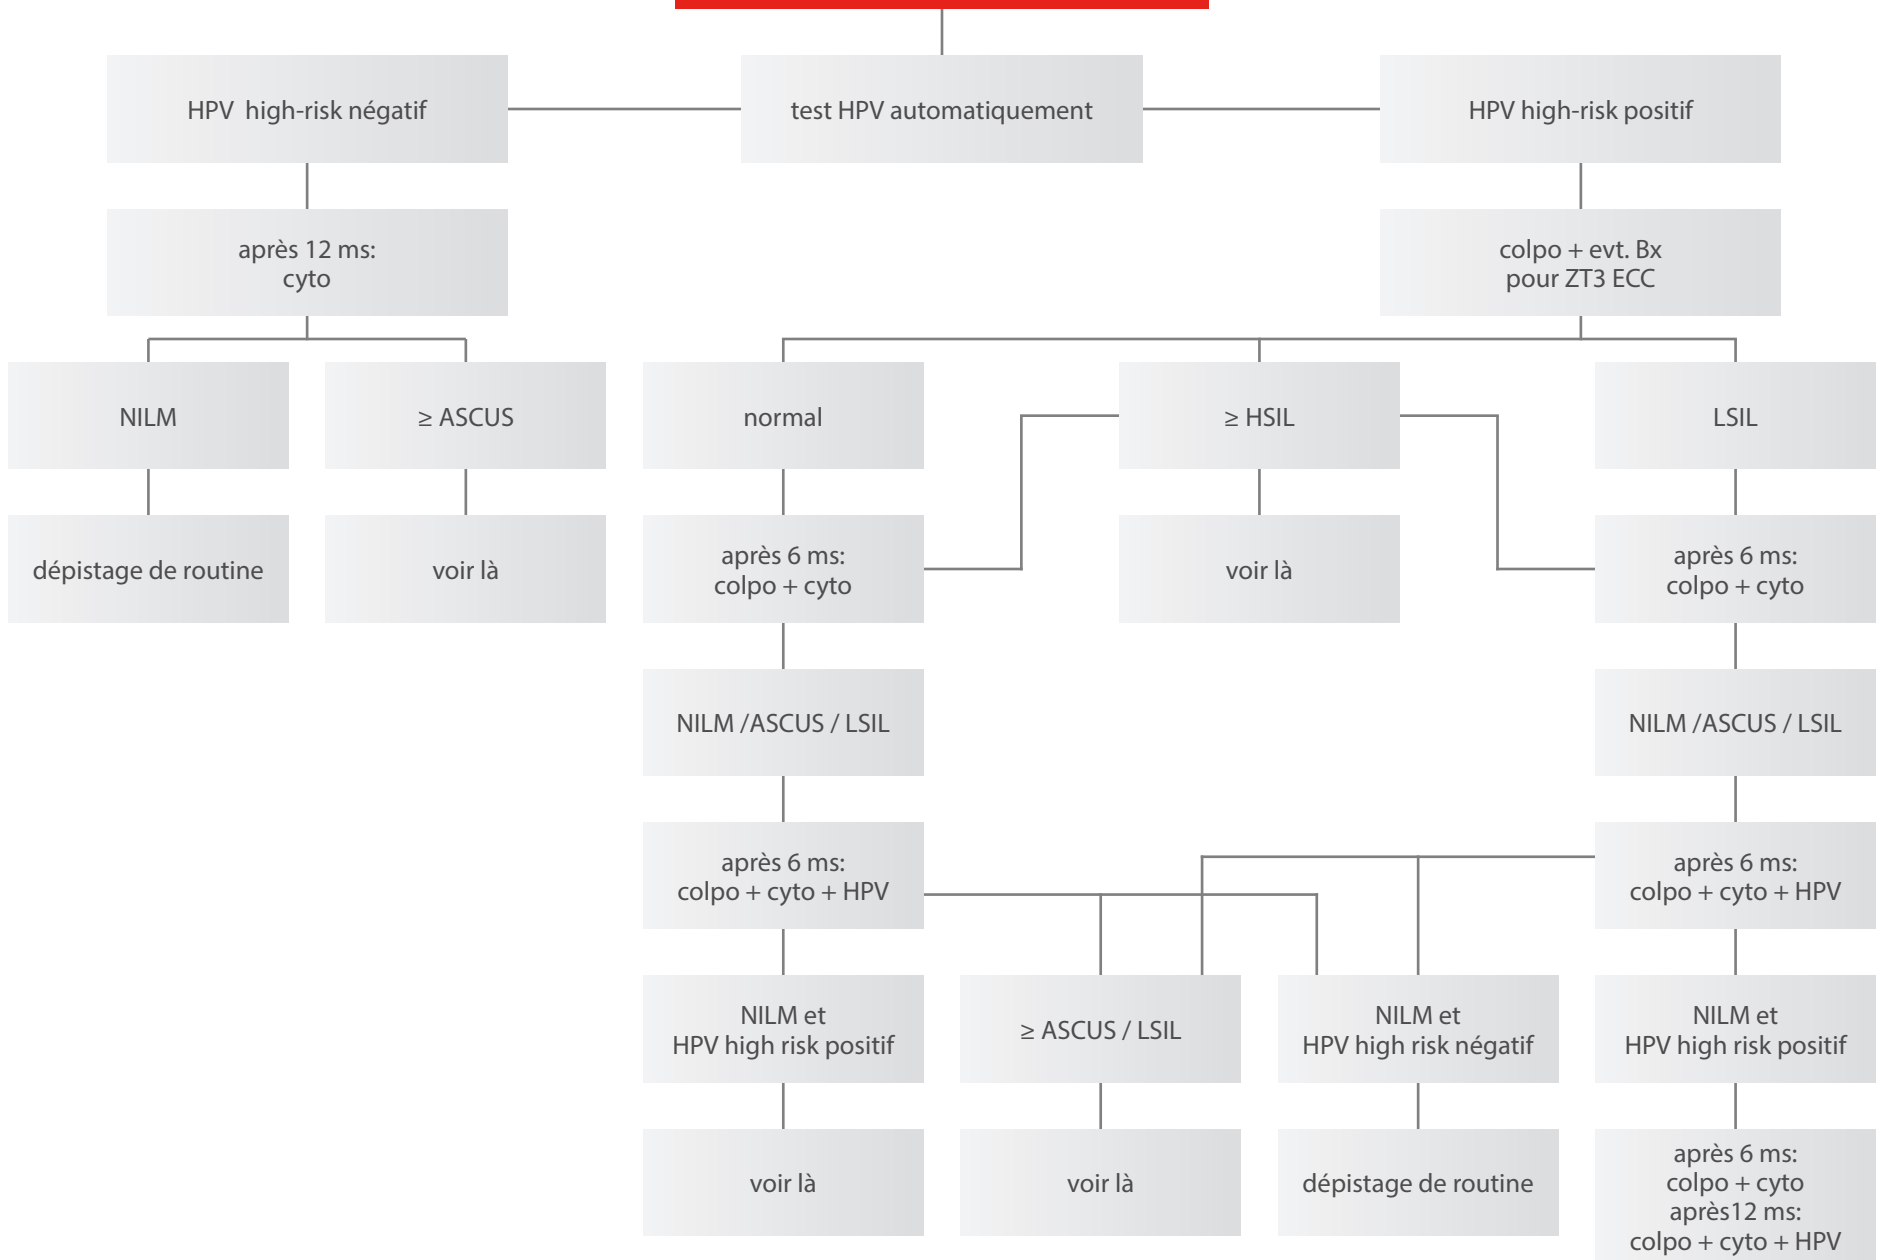 HPV high-risk négatif
test HPV automatiquement
HPV high-risk positif
après 12 ms:
cyto
colpo + evt. Bx
pour ZT3 ECC
NILM
≥ ASCUS
normal
≥ HSIL
LSIL
dépistage de routine
voir là
après 6 ms:
colpo + cyto
voir là
après 6 ms:
colpo + cyto
NILM /ASCUS / LSIL
NILM /ASCUS / LSIL
après 6 ms:
colpo + cyto + HPV
après 6 ms:
colpo + cyto + HPV
NILM et
HPV high risk positif
≥ ASCUS / LSIL
NILM et
HPV high risk négatif
NILM et
HPV high risk positif
voir là
voir là
dépistage de routine
après 6 ms:
colpo + cyto
après12 ms:
colpo + cyto + HPV